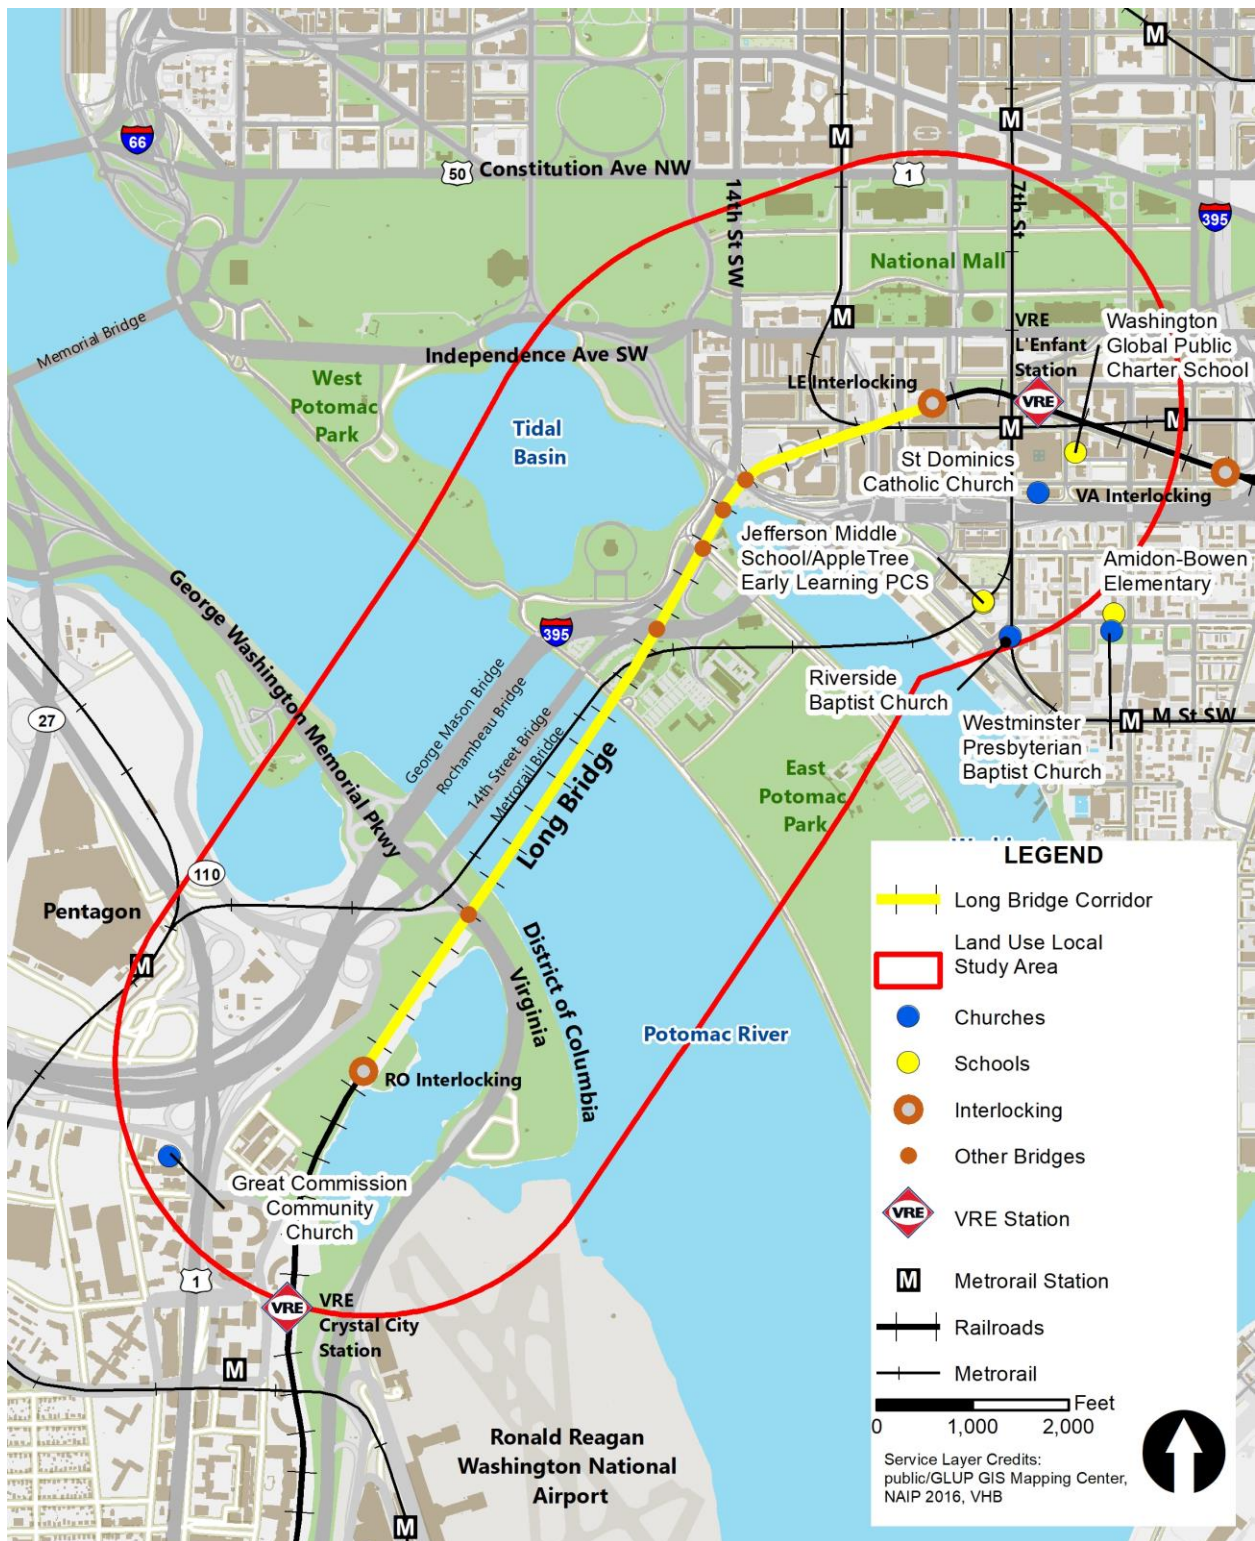 M
66
50
Constitution Ave NW
1
M
M
395
14th St SW
7th St
National Mall
Memorial Bridge
M
VRE
L'Enfant
Station
Washington
Global Public
Charter School
Independence Ave SW
West
Potomac
Park
LE Interlocking
VRE
M
M
Tidal
Basin
St Dominics
Catholic Church
VA Interlocking
Jefferson Middle
School/AppleTree
Early Learning PCS
Amidon-Bowen
Elementary
George Washington Memorial Pkwy
395
George Mason Bridge
Rochambeau Bridge
14th Street Bridge
Metrorail Bridge
Long Bridge
Riverside
Baptist Church
27
M
M St SW
Westminster
Presbyterian
Baptist Church
East
Potomac
Park
110
Pentagon
M
District of Columbia
Virginia
Potomac River
RO Interlocking
Great Commission
Community
Church
1
VRE
VRE
Crystal City
Station
M
Ronald Reagan
Washington National
Airport
M
LEGEND
Long Bridge Corridor
Land Use Local
Study Area
Churches
Schools
Interlocking
Other Bridges
VRE
VRE Station
M
Metrorail Station
Railroads
Metrorail
Feet
0 1,000 2,000
Service Layer Credits:
public/GLUP GIS Mapping Center,
NAIP 2016, VHB